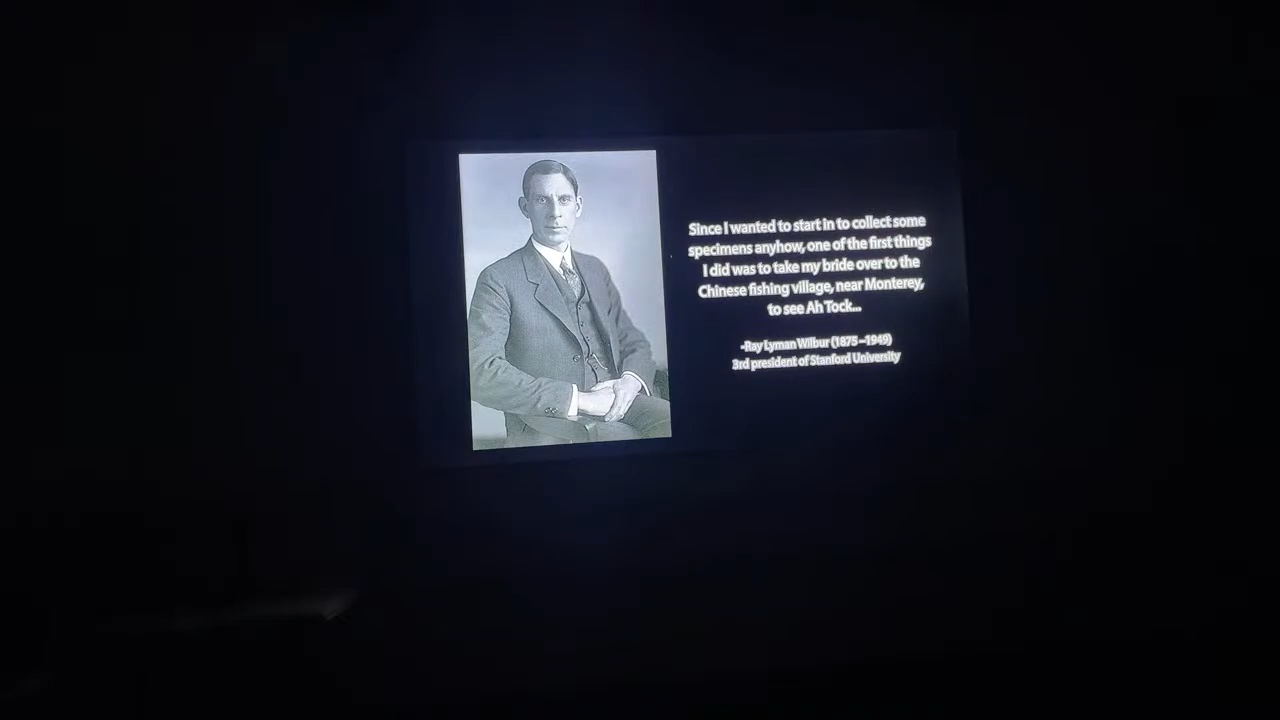 Since I wanted to start in to collect some
specimens anyhow, one of the first things
I did was to take my bride over to the
Chinese fishing village, near Monterey,
to see Ah Tock...
-Ray Lyman Wilbur (1875 –1949)
3rd president of Stanford University